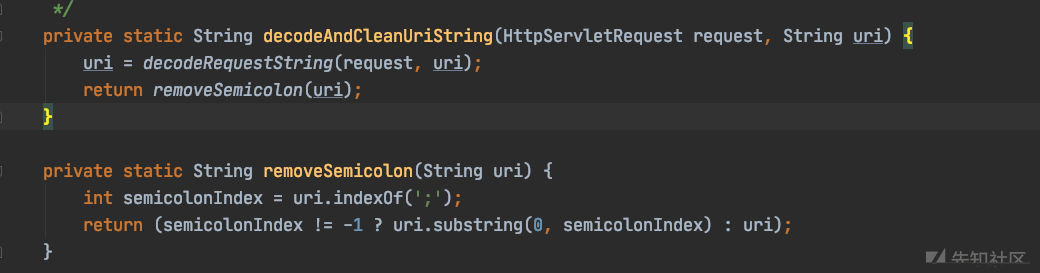 */
private static String decodeAndCleanUriString(HttpServletRequest request, String uri) {
uri = decodeRequestString(request, uri);
return removeSemicolon(uri);
}
private static String removeSemicolon(String uri) {
int semicolonIndex = uri.indexOf(';');
return (semicolonIndex != -1 ? uri.substring(0, semicolonIndex) : uri);
}
先知社区